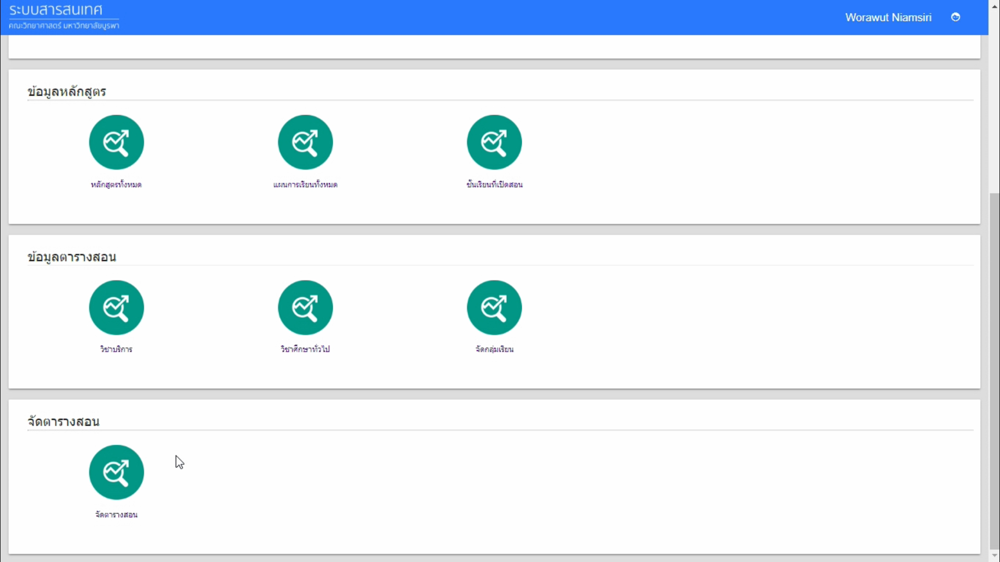 ระบบสารสนเทศ
คณะวิทยาศาสตร์ มหาวิทยาลัยบูรพา
Worawut Niamsiri
ข้อมูลหลักสูตร
หลักสูตรทั้งหมด
แผนการเรียนทั้งหมด
ชั้นเรียนที่เปิดสอน
ข้อมูลตารางสอน
วิชาบริการ
วิชาศึกษาทั่วไป
จัดกลุ่มเรียน
จัดตารางสอน
จัดตารางสอน